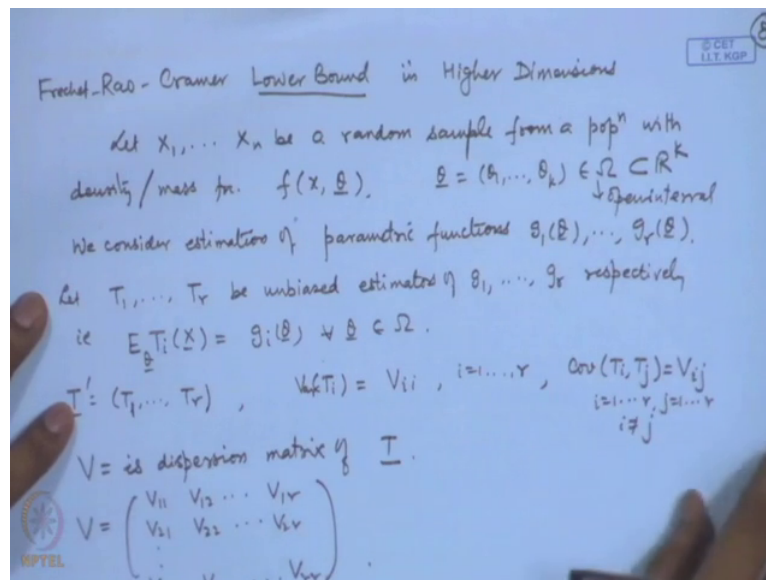 © CET
I.I.T. KGP
Frechet-Rao-Cramer Lower Bound in Higher Dimensions
Let X₁, ... Xₙ be a random sample from a popⁿ with
density/mass fn. f(x, θ). θ = (θ₁, ..., θₖ) ∈ Ω ⊂ ℝᵏ
↓ open interval
We consider estimation of parametric functions g₁(θ), ..., gᵣ(θ).
Let T₁, ..., Tᵣ be unbiased estimators of g₁, ..., gᵣ respectively
ie E_θ Tᵢ(X) = gᵢ(θ) ∀ θ ∈ Ω.
T' = (T₁, ... Tᵣ), Var(Tᵢ) = Vᵢᵢ, i=1...., r, Cov(Tᵢ, Tⱼ) = Vᵢⱼ
i=1...r, j=1...r
i≠j
V = is dispersion matrix of T.
V = ( V₁₁ V₁₂ ... V₁ᵣ
V₂₁ V₂₂ ... V₂ᵣ
⋮
Vᵣᵣ ) .
NPTEL